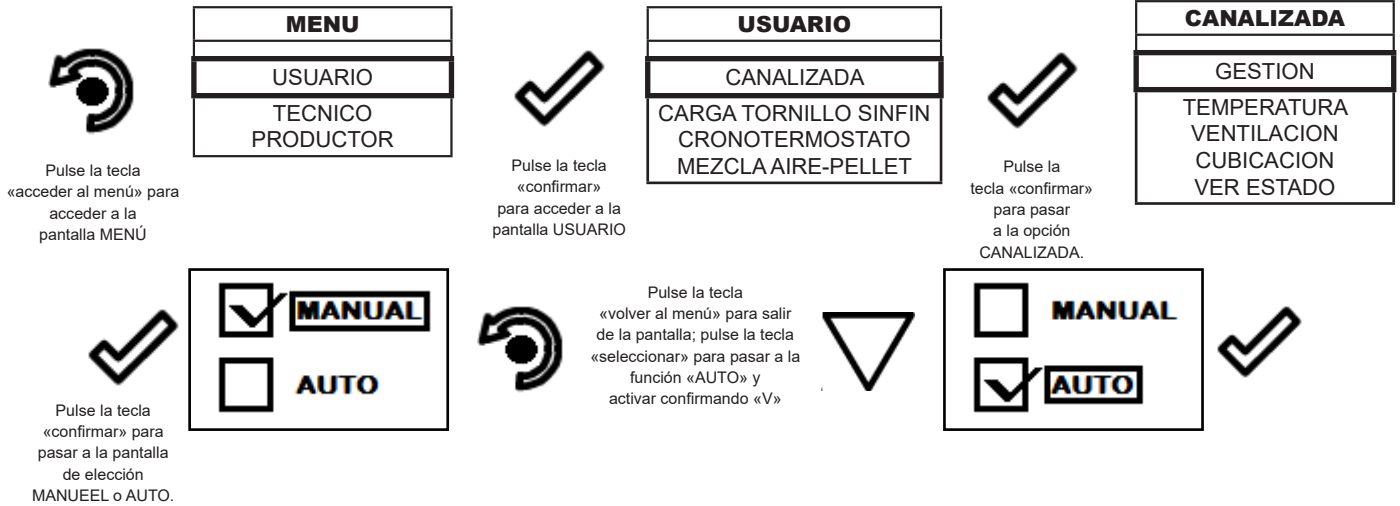 MENU
USUARIO
TECNICO
PRODUCTOR
Pulse la tecla
«acceder al menú» para
acceder a la
pantalla MENÚ
USUARIO
CANALIZADA
CARGA TORNILLO SINFIN
CRONOTERMOSTATO
MEZCLA AIRE-PELLET
Pulse la tecla
«confirmar»
para acceder a la
pantalla USUARIO
CANALIZADA
GESTION
TEMPERATURA
VENTILACION
CUBICACION
VER ESTADO
Pulse la
tecla «confirmar»
para pasar
a la opción
CANALIZADA.
MANUAL
AUTO
Pulse la tecla
«confirmar» para
pasar a la pantalla
de elección
MANUEEL o AUTO.
Pulse la tecla
«volver al menú» para salir
de la pantalla; pulse la tecla
«seleccionar» para pasar a la
función «AUTO» y
activar confirmando «V»
MANUAL
AUTO